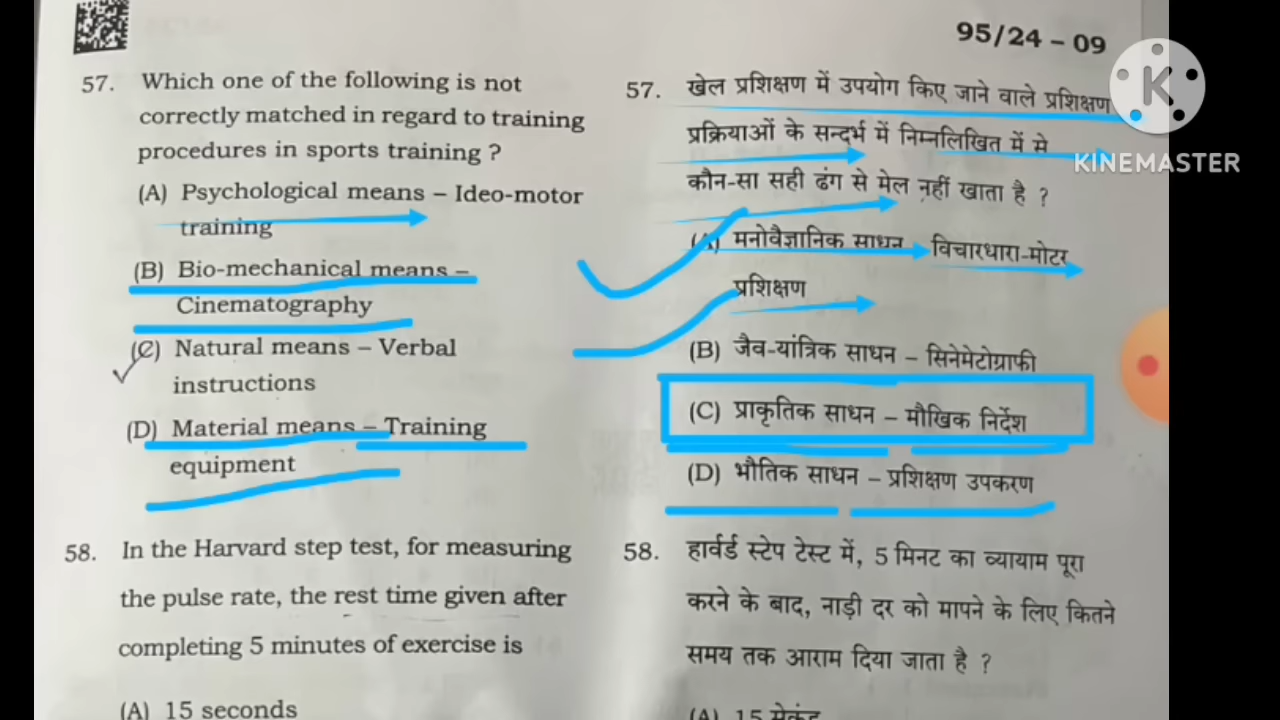 95/24 – 09
57. Which one of the following is not
correctly matched in regard to training
procedures in sports training ?
(A) Psychological means – Ideo-motor
training
(B) Bio-mechanical means –
Cinematography
(C) Natural means – Verbal
instructions
(D) Material means – Training
equipment
58. In the Harvard step test, for measuring
the pulse rate, the rest time given after
completing 5 minutes of exercise is
(A) 15 seconds
57. खेल प्रशिक्षण में उपयोग किए जाने वाले प्रशिक्षण
प्रक्रियाओं के सन्दर्भ में निम्नलिखित में से
कौन-सा सही ढंग से मेल नहीं खाता है ?
(A) मनोवैज्ञानिक साधन – विचारधारा-मोटर
प्रशिक्षण
(B) जैव-यांत्रिक साधन – सिनेमेटोग्राफी
(C) प्राकृतिक साधन – मौखिक निर्देश
(D) भौतिक साधन – प्रशिक्षण उपकरण
58. हार्वर्ड स्टेप टेस्ट में, 5 मिनट का व्यायाम पूरा
करने के बाद, नाड़ी दर को मापने के लिए कितने
समय तक आराम दिया जाता है ?
(A) 15 सेकंड
K
KINEMASTER